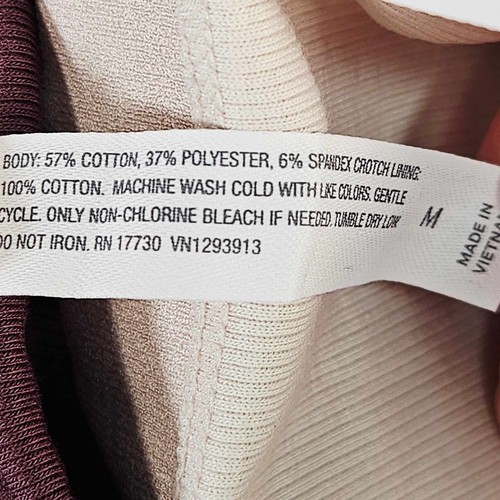 BODY: 57% COTTON, 37% POLYESTER, 6% SPANDEX CROTCH LINING:
100% COTTON. MACHINE WASH COLD WITH LIKE COLORS. GENTLE
CYCLE. ONLY NON-CHLORINE BLEACH IF NEEDED. TUMBLE DRY LOW
DO NOT IRON. RN 17730 VN1293913
M
MADE IN
VIETNA